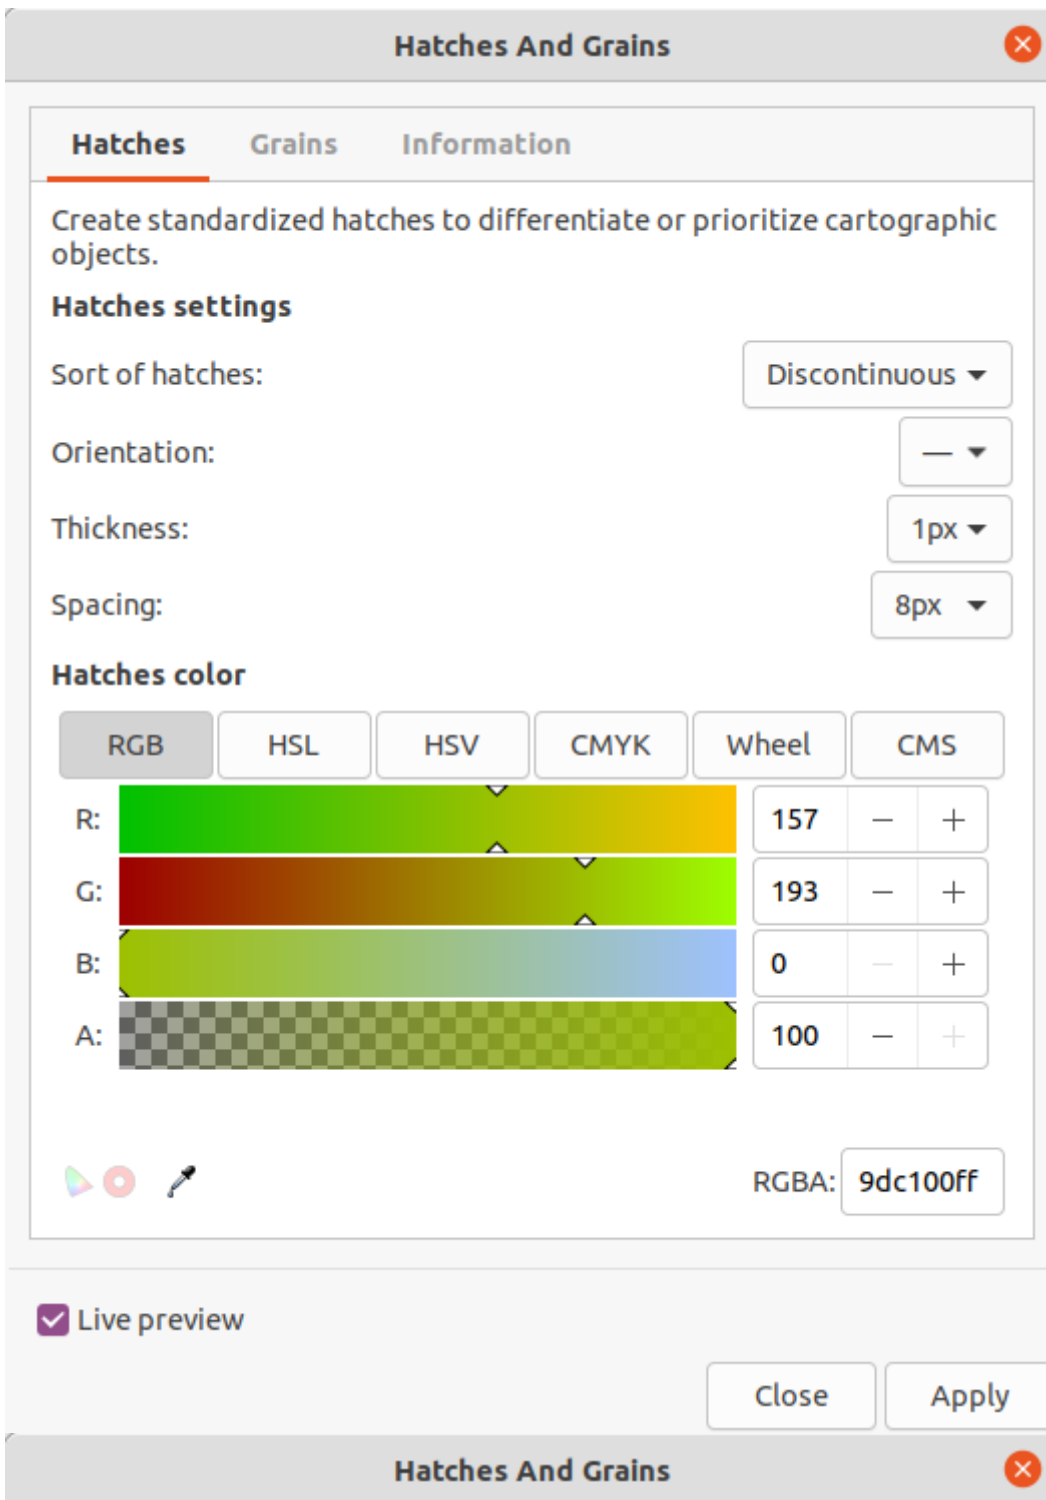 Hatches And Grains
Hatches Grains Information
Create standardized hatches to differentiate or prioritize cartographic
objects.
Hatches settings
Sort of hatches: Discontinuous
Orientation: —
Thickness: 1px
Spacing: 8px
Hatches color
RGB HSL HSV CMYK Wheel CMS
R: 157 − +
G: 193 − +
B: 0 − +
A: 100 − +
RGBA: 9dc100ff
Live preview
Close Apply
Hatches And Grains